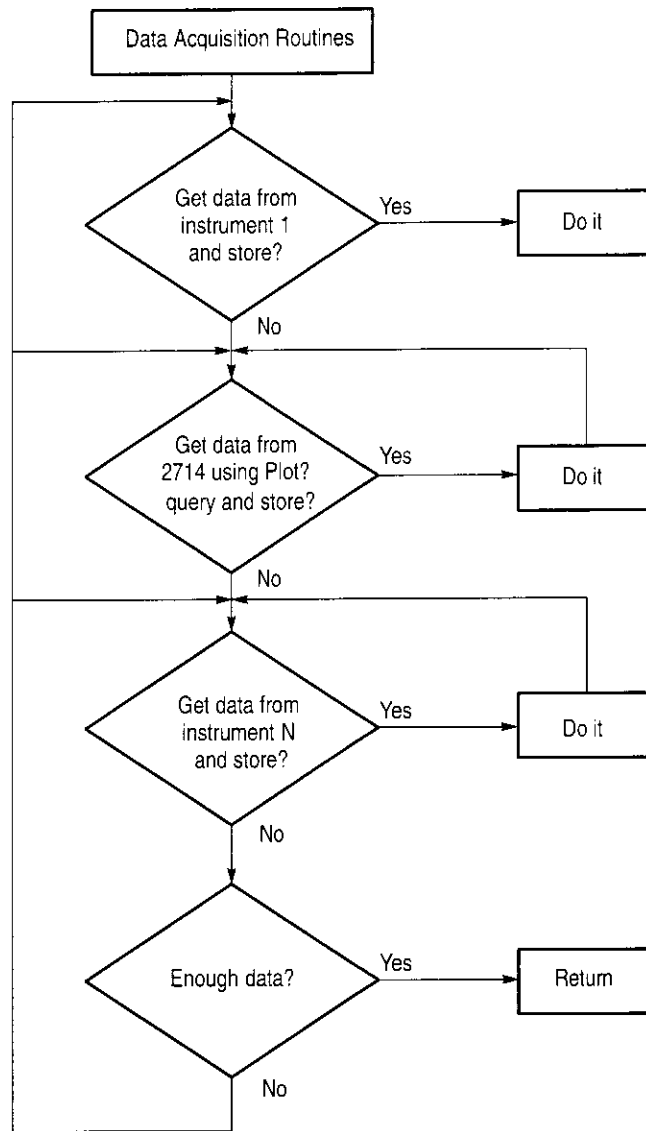 Data Acquisition Routines
Get data from
instrument 1
and store?
Yes
Do it
No
Get data from
2714 using Plot?
query and store?
Yes
Do it
No
Get data from
instrument N
and store?
Yes
Do it
No
Enough data?
Yes
Return
No